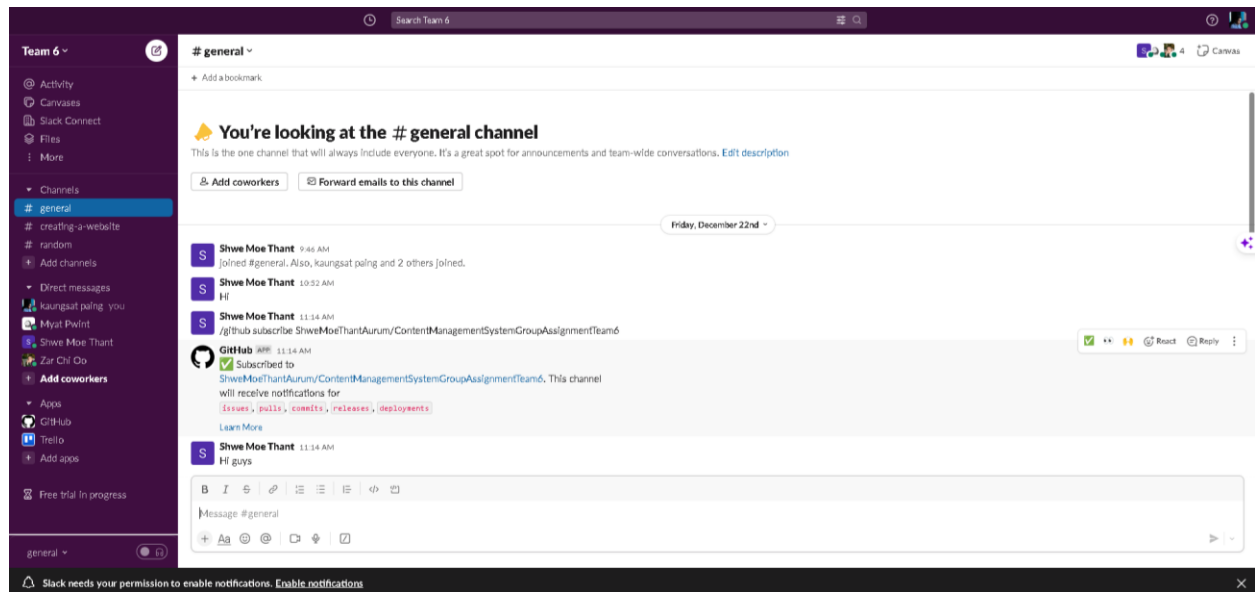 Search Team 6
Team 6
# general
4
Canvas
+ Add a bookmark
Activity
Canvases
Slack Connect
Files
More
Channels
# general
# creating-a-website
# random
+ Add channels
Direct messages
kaungsat paing you
Myat Pwint
Shwe Moe Thant
Zar Chi Oo
+ Add coworkers
Apps
GitHub
Trello
+ Add apps
Free trial in progress
general
You're looking at the # general channel
This is the one channel that will always include everyone. It's a great spot for announcements and team-wide conversations. Edit description
Add coworkers
Forward emails to this channel
Friday, December 22nd
S
Shwe Moe Thant 9:46 AM
joined #general. Also, kaungsat paing and 2 others joined.
S
Shwe Moe Thant 10:52 AM
Hi
S
Shwe Moe Thant 11:14 AM
/github subscribe ShweMoeThantAurum/ContentManagementSystemGroupAssignmentTeam6
GitHub APP 11:14 AM
Subscribed to
ShweMoeThantAurum/ContentManagementSystemGroupAssignmentTeam6. This channel
will receive notifications for
issues, pulls, commits, releases, deployments
Learn More
React
Reply
S
Shwe Moe Thant 11:14 AM
Hi guys
B I S
Message #general
+ Aa
Slack needs your permission to enable notifications. Enable notifications